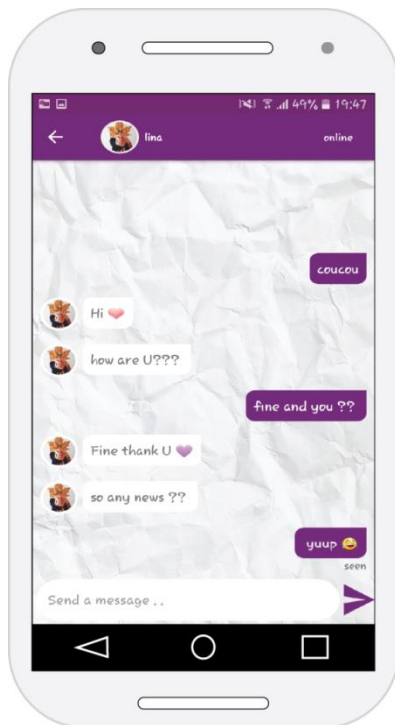 49% 19:47
lina online
coucou
Hi
how are U???
fine and you ??
Fine thank U
so any news ??
yuup
seen
Send a message . .